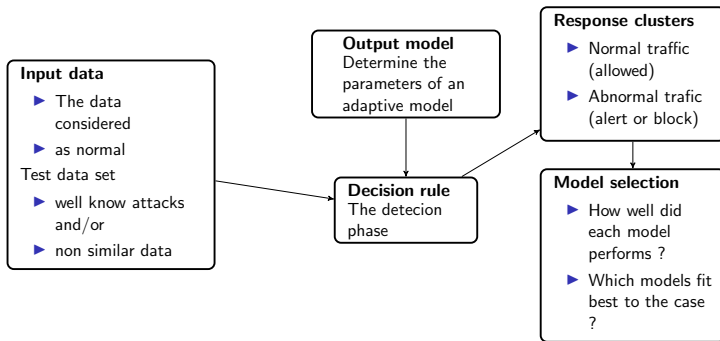 Input data
The data
considered
as normal
Test data set
well know attacks
and/or
non similar data
Output model
Determine the
parameters of an
adaptive model
Decision rule
The detecion
phase
Response clusters
Normal traffic
(allowed)
Abnormal trafic
(alert or block)
Model selection
How well did
each model
performs ?
Which models fit
best to the case
?